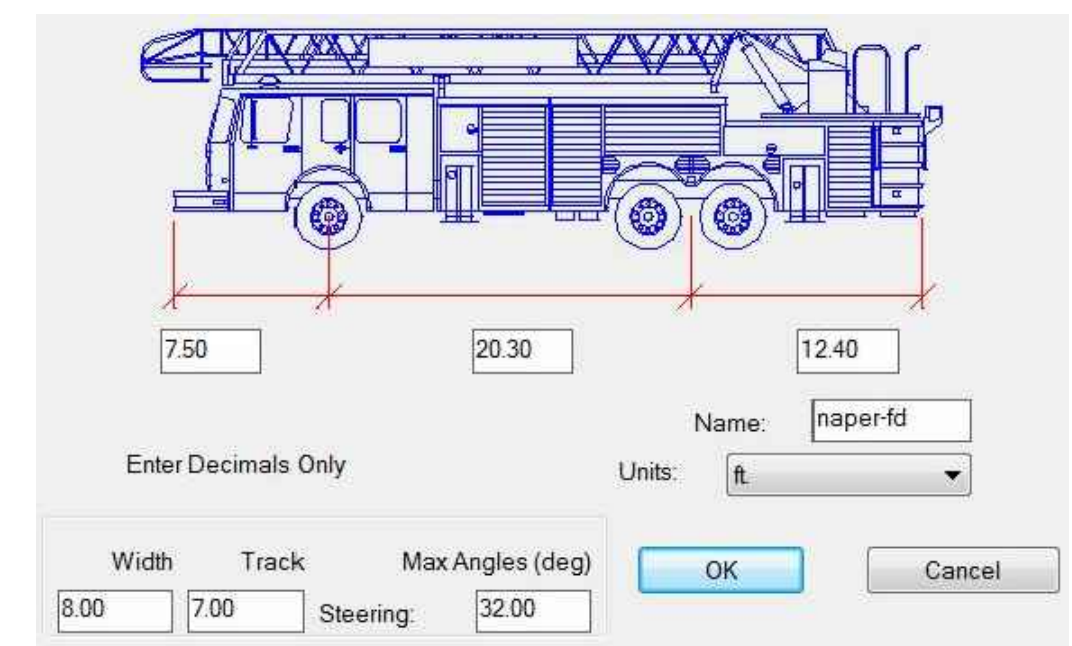 7.50 20.30 12.40
Name: naper-fd
Enter Decimals Only Units: ft.
Width Track Max Angles (deg)
OK Cancel
8.00 7.00 Steering: 32.00